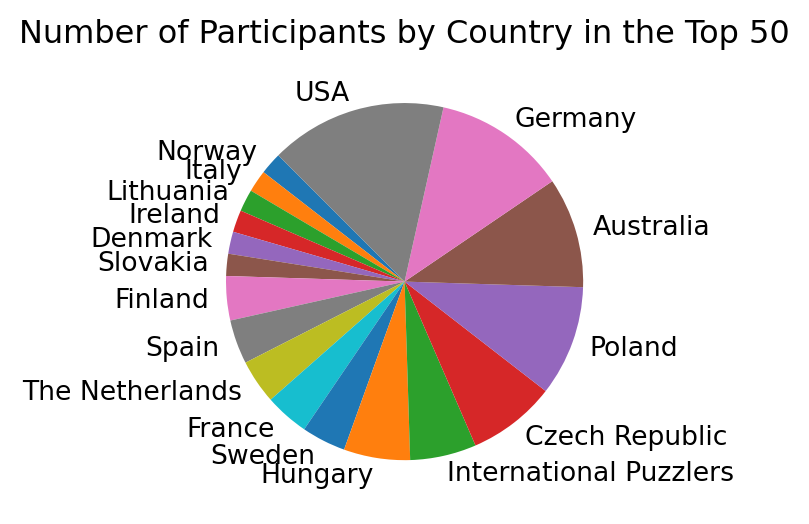 Number of Participants by Country in the Top 50
USA
Germany
Norway
Italy
Lithuania
Ireland
Australia
Denmark
Slovakia
Finland
Spain
Poland
The Netherlands
France
Czech Republic
Sweden
Hungary
International Puzzlers